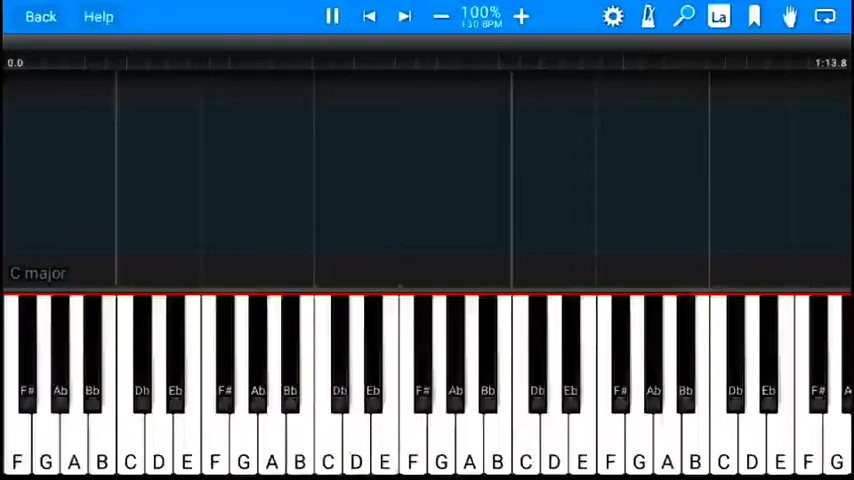 Back Help 100% La
130 BPM
0.0 1:13.8
C major
F# Ab Bb Db Eb F# Ab Bb Db Eb F# Ab Bb Db Eb F# Ab Bb Db Eb F# A
F G A B C D E F G A B C D E F G A B C D E F G A B C D E F G